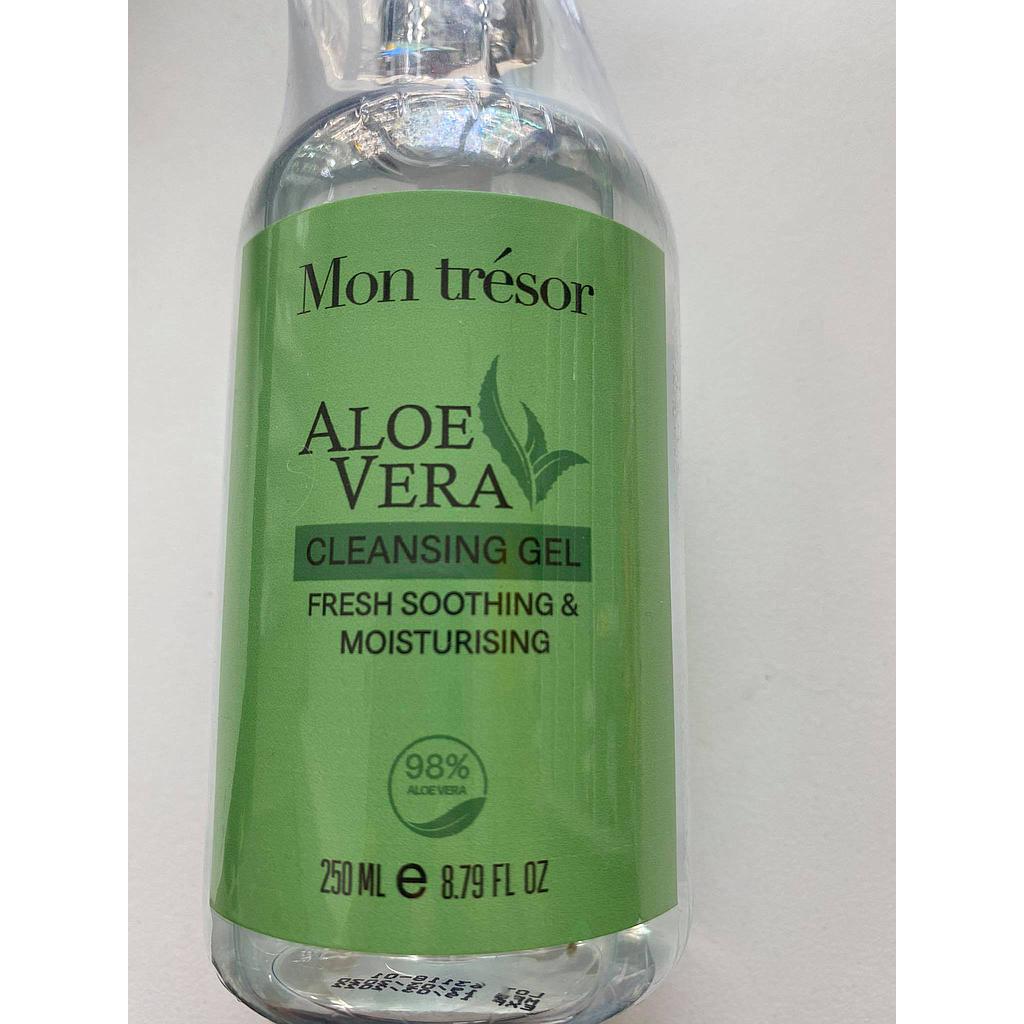 Mon trésor
ALOE
VERA
CLEANSING GEL
FRESH SOOTHING &
MOISTURISING
98%
ALOE VERA
250 ML e 8.79 FL OZ